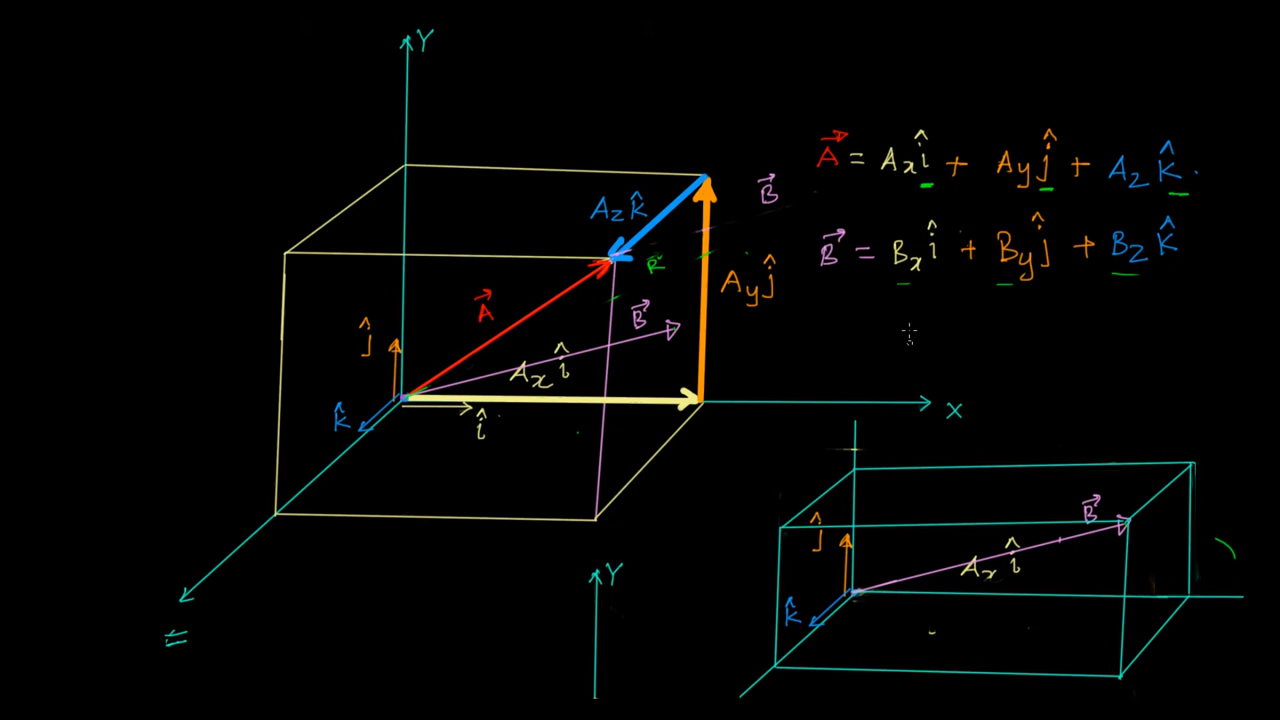 Y
A⃗ = Aₓ î + Ay ĵ + Az k̂ .
B⃗
Az k̂
B⃗ = Bₓ î + By ĵ + Bz k̂
Ay ĵ
A⃗
B⃗
ĵ
Aₓ î
k̂
î
X
B⃗
ĵ
Aₓ î
Y
k̂